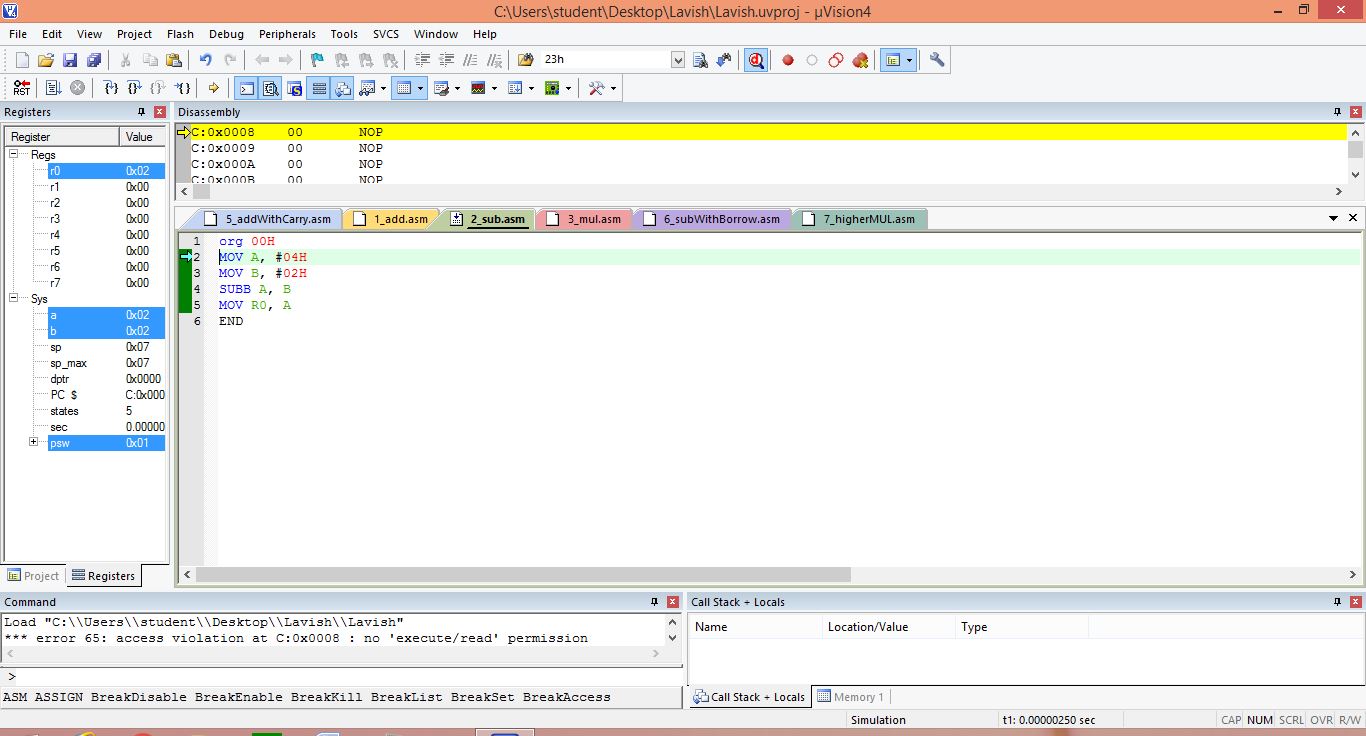 C:\Users\student\Desktop\Lavish\Lavish.uvproj - µVision4
File Edit View Project Flash Debug Peripherals Tools SVCS Window Help
23h
RST
Registers
Register Value
Regs
r0 0x02
r1 0x00
r2 0x00
r3 0x00
r4 0x00
r5 0x00
r6 0x00
r7 0x00
Sys
a 0x02
b 0x02
sp 0x07
sp_max 0x07
dptr 0x0000
PC $ C:0x000
states 5
sec 0.00000
psw 0x01
Project Registers
Disassembly
C:0x0008 00 NOP
C:0x0009 00 NOP
C:0x000A 00 NOP
C:0x000B 00 NOP
5_addWithCarry.asm 1_add.asm 2_sub.asm 3_mul.asm 6_subWithBorrow.asm 7_higherMUL.asm
1 org 00H
2 MOV A, #04H
3 MOV B, #02H
4 SUBB A, B
5 MOV R0, A
6 END
Command
Load "C:\\Users\\student\\Desktop\\Lavish\\Lavish"
*** error 65: access violation at C:0x0008 : no 'execute/read' permission
>
ASM ASSIGN BreakDisable BreakEnable BreakKill BreakList BreakSet BreakAccess
Call Stack + Locals
Name Location/Value Type
Call Stack + Locals Memory 1
Simulation t1: 0.00000250 sec CAP NUM SCRL OVR R/W